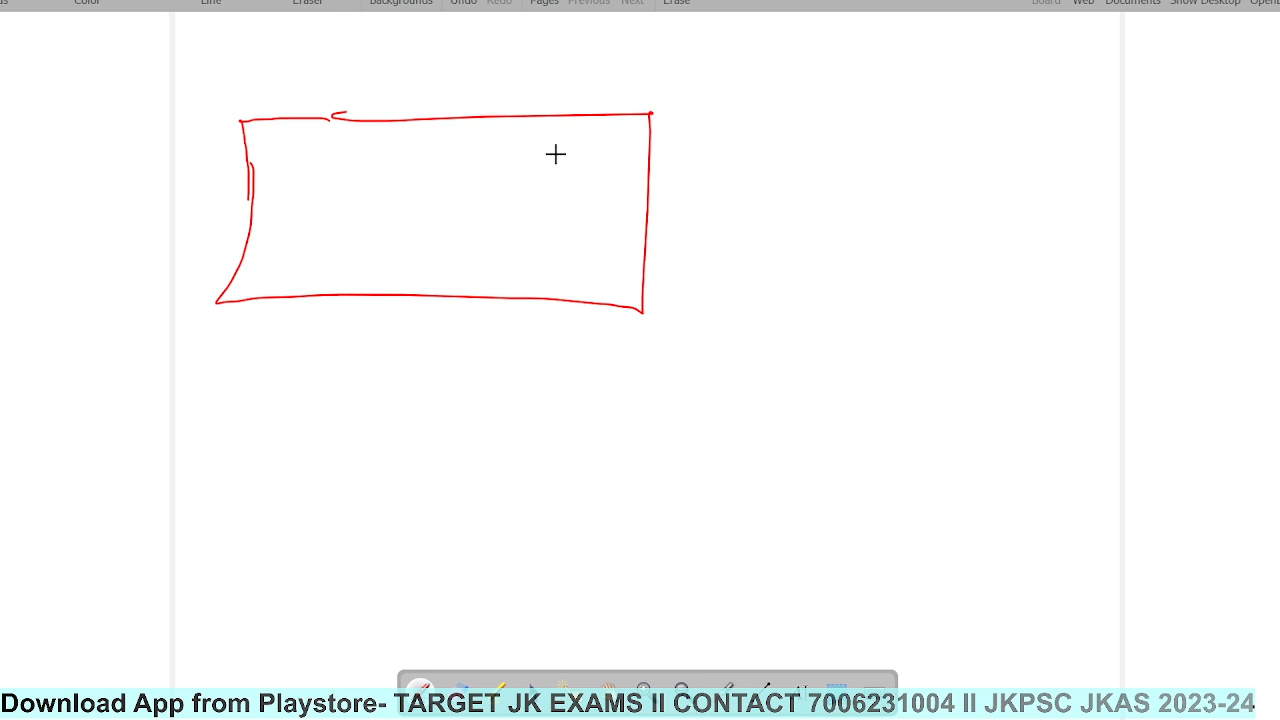 Color Line Eraser Backgrounds Undo Redo Pages Previous Next Erase Board Web Documents Show Desktop
Download App from Playstore- TARGET JK EXAMS II CONTACT 7006231004 II JKPSC JKAS 2023-24